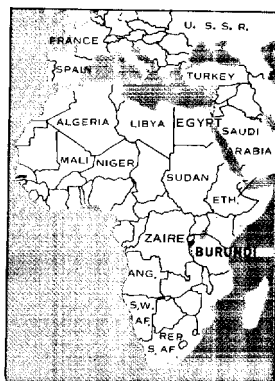 U. S. S. R.
FRANCE
SPAIN
TURKEY
ALGERIA
LIBYA
EGYPT
SAUDI
ARABIA
MALI
NIGER
SUDAN
ETH.
ZAIRE
BURUNDI
ANG.
S.W.
AF.
REP.
S. AF.